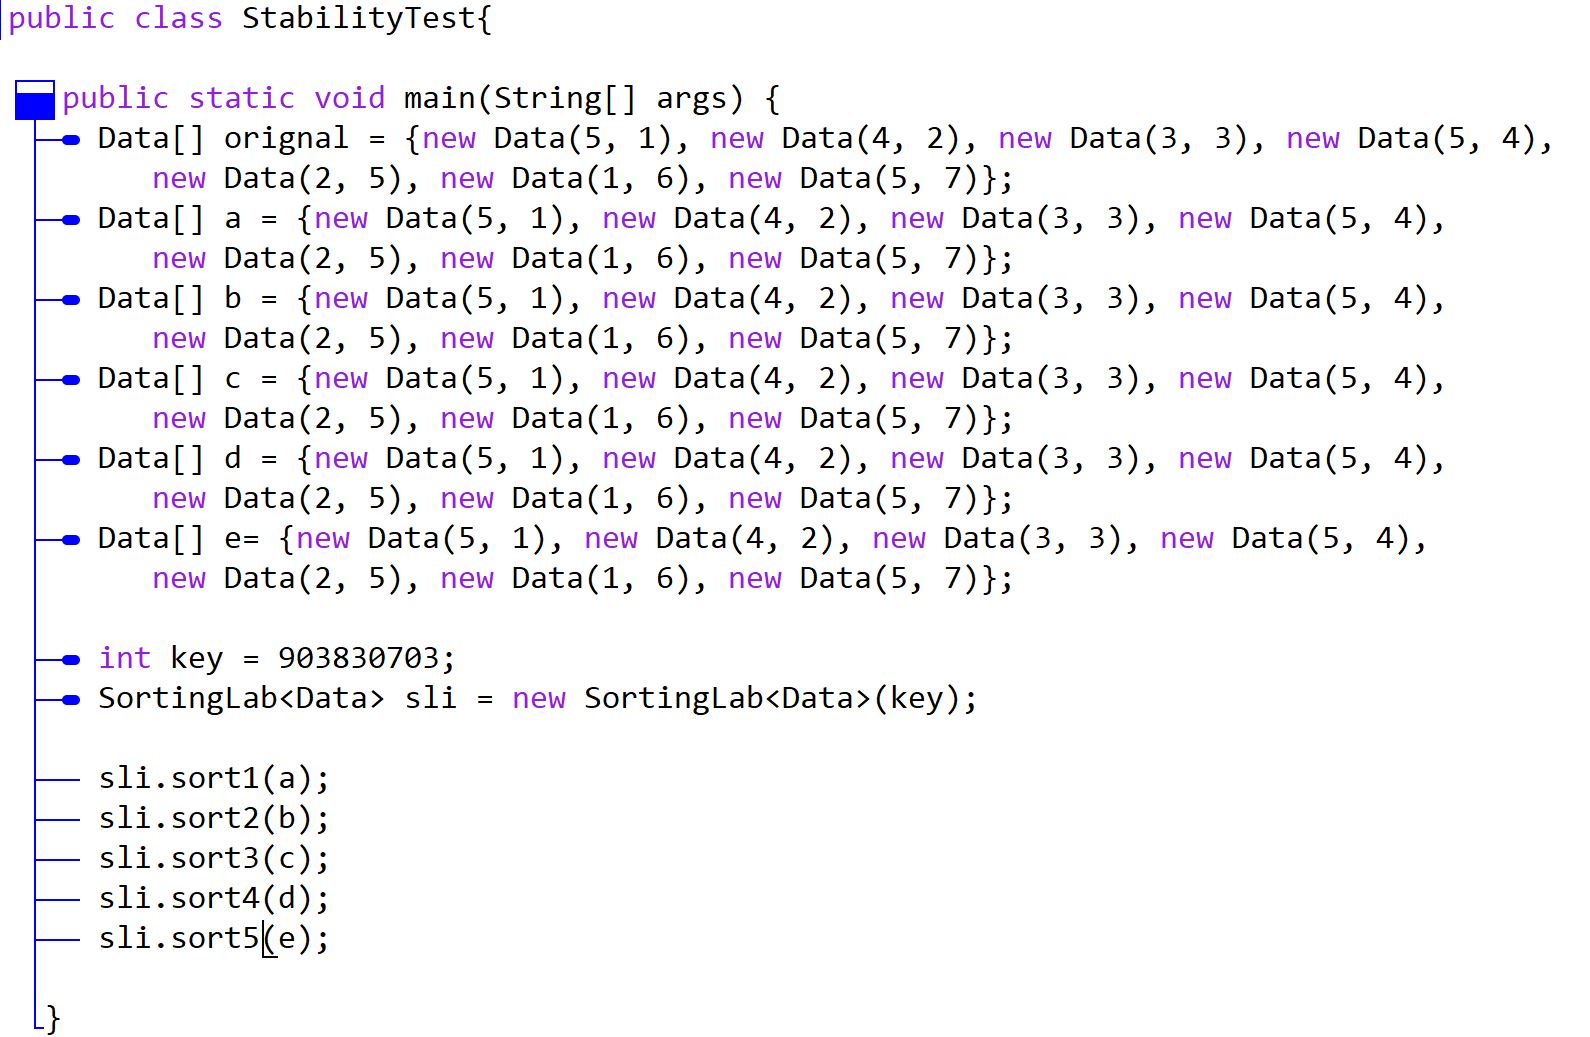 public class StabilityTest{
public static void main(String[] args) {
Data[] orignal = {new Data(5, 1), new Data(4, 2), new Data(3, 3), new Data(5, 4),
new Data(2, 5), new Data(1, 6), new Data(5, 7)};
Data[] a = {new Data(5, 1), new Data(4, 2), new Data(3, 3), new Data(5, 4),
new Data(2, 5), new Data(1, 6), new Data(5, 7)};
Data[] b = {new Data(5, 1), new Data(4, 2), new Data(3, 3), new Data(5, 4),
new Data(2, 5), new Data(1, 6), new Data(5, 7)};
Data[] c = {new Data(5, 1), new Data(4, 2), new Data(3, 3), new Data(5, 4),
new Data(2, 5), new Data(1, 6), new Data(5, 7)};
Data[] d = {new Data(5, 1), new Data(4, 2), new Data(3, 3), new Data(5, 4),
new Data(2, 5), new Data(1, 6), new Data(5, 7)};
Data[] e= {new Data(5, 1), new Data(4, 2), new Data(3, 3), new Data(5, 4),
new Data(2, 5), new Data(1, 6), new Data(5, 7)};
int key = 903830703;
SortingLab<Data> sli = new SortingLab<Data>(key);
sli.sort1(a);
sli.sort2(b);
sli.sort3(c);
sli.sort4(d);
sli.sort5(e);
}